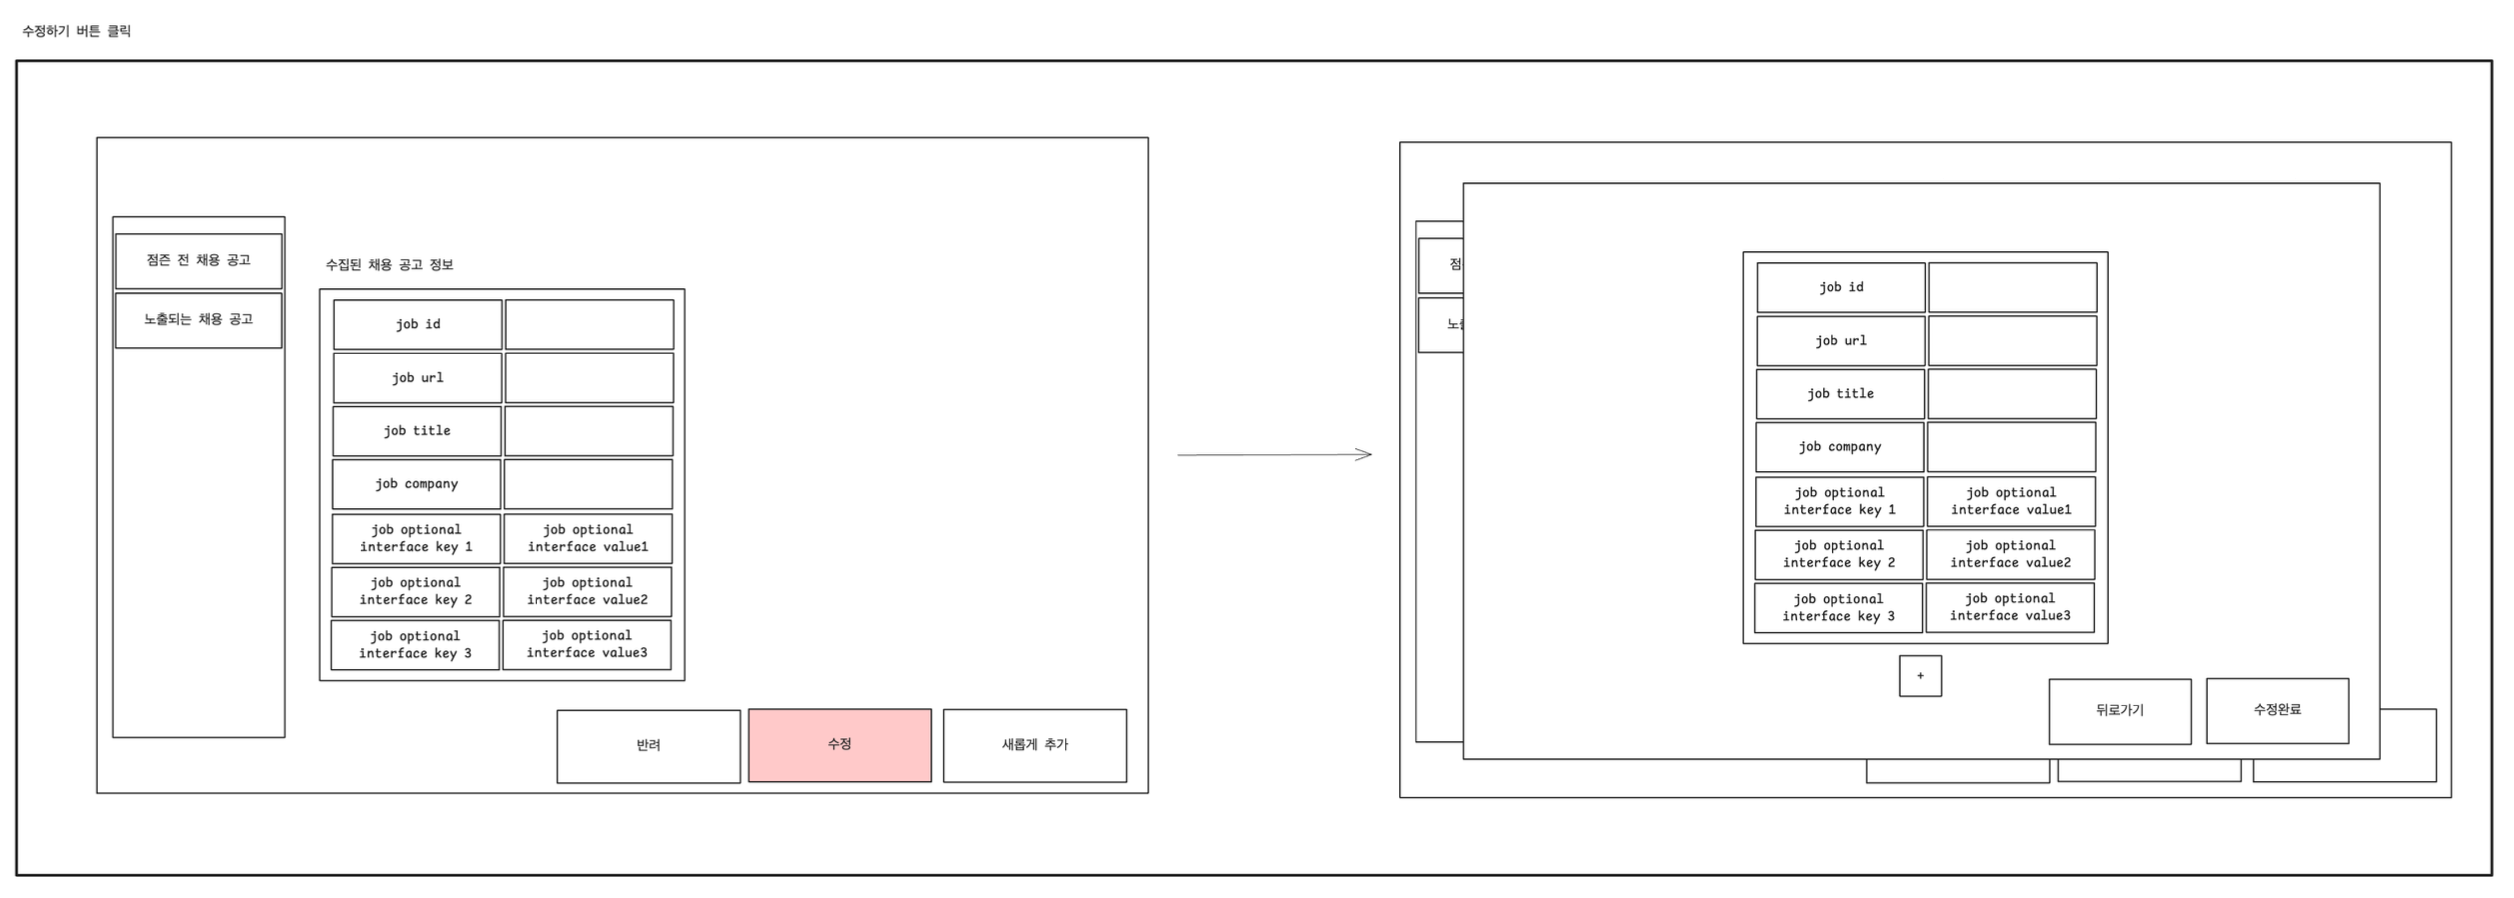 수정하기 버튼 클릭
점즌 전 채용 공고
노출되는 채용 공고
수집된 채용 공고 정보
job id
job url
job title
job company
job optional
interface key 1
job optional
interface value1
job optional
interface key 2
job optional
interface value2
job optional
interface key 3
job optional
interface value3
반려
수정
새롭게 추가
점
job id
job url
job title
job company
job optional
interface key 1
job optional
interface value1
job optional
interface key 2
job optional
interface value2
job optional
interface key 3
job optional
interface value3
+
뒤로가기
수정완료